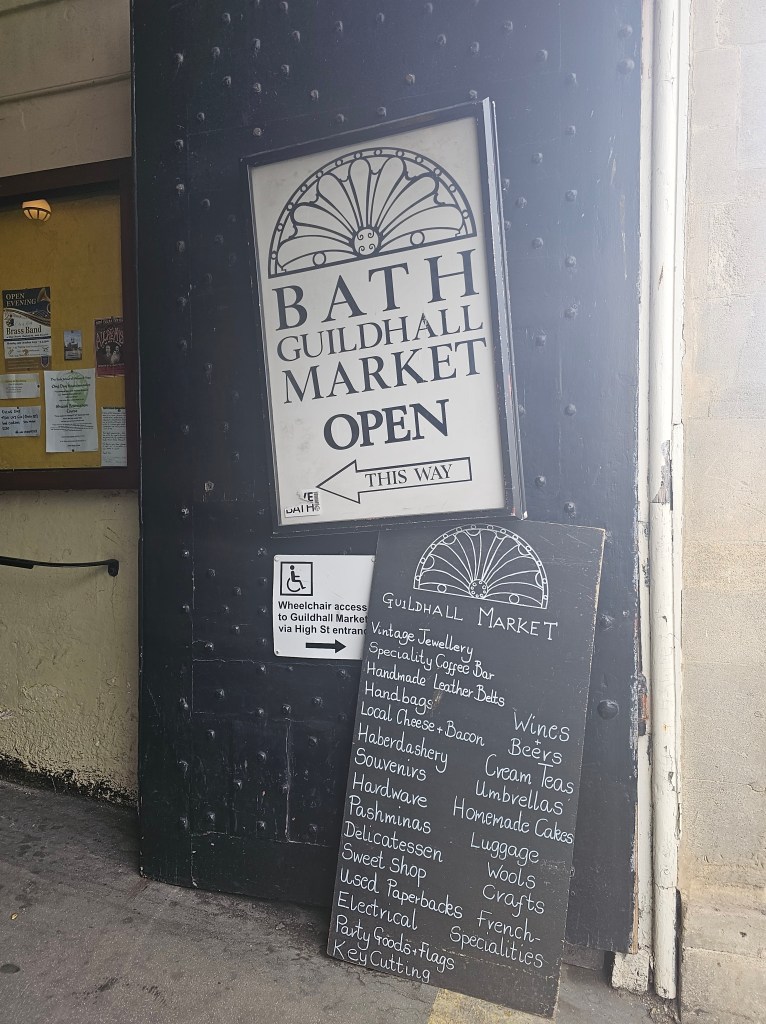 BATH
GUILDHALL
MARKET
OPEN
THIS WAY
BATH
Wheelchair access
to Guildhall Market
via High St entran
GUILDHALL MARKET
Vintage Jewellery
Speciality Coffee Bar
Handmade Leather Belts
Handbags
Local Cheese + Bacon
Haberdashery
Souvenirs
Hardware
Pashminas
Delicatessen
Sweet Shop
Used Paperbacks
Electrical
Party Goods + Flags
Key Cutting
Wines
+
Beers
Cream Teas
Umbrellas
Homemade Cakes
Luggage
Wools
Crafts
French-
Specialities
OPEN
EVENING
Brass Band